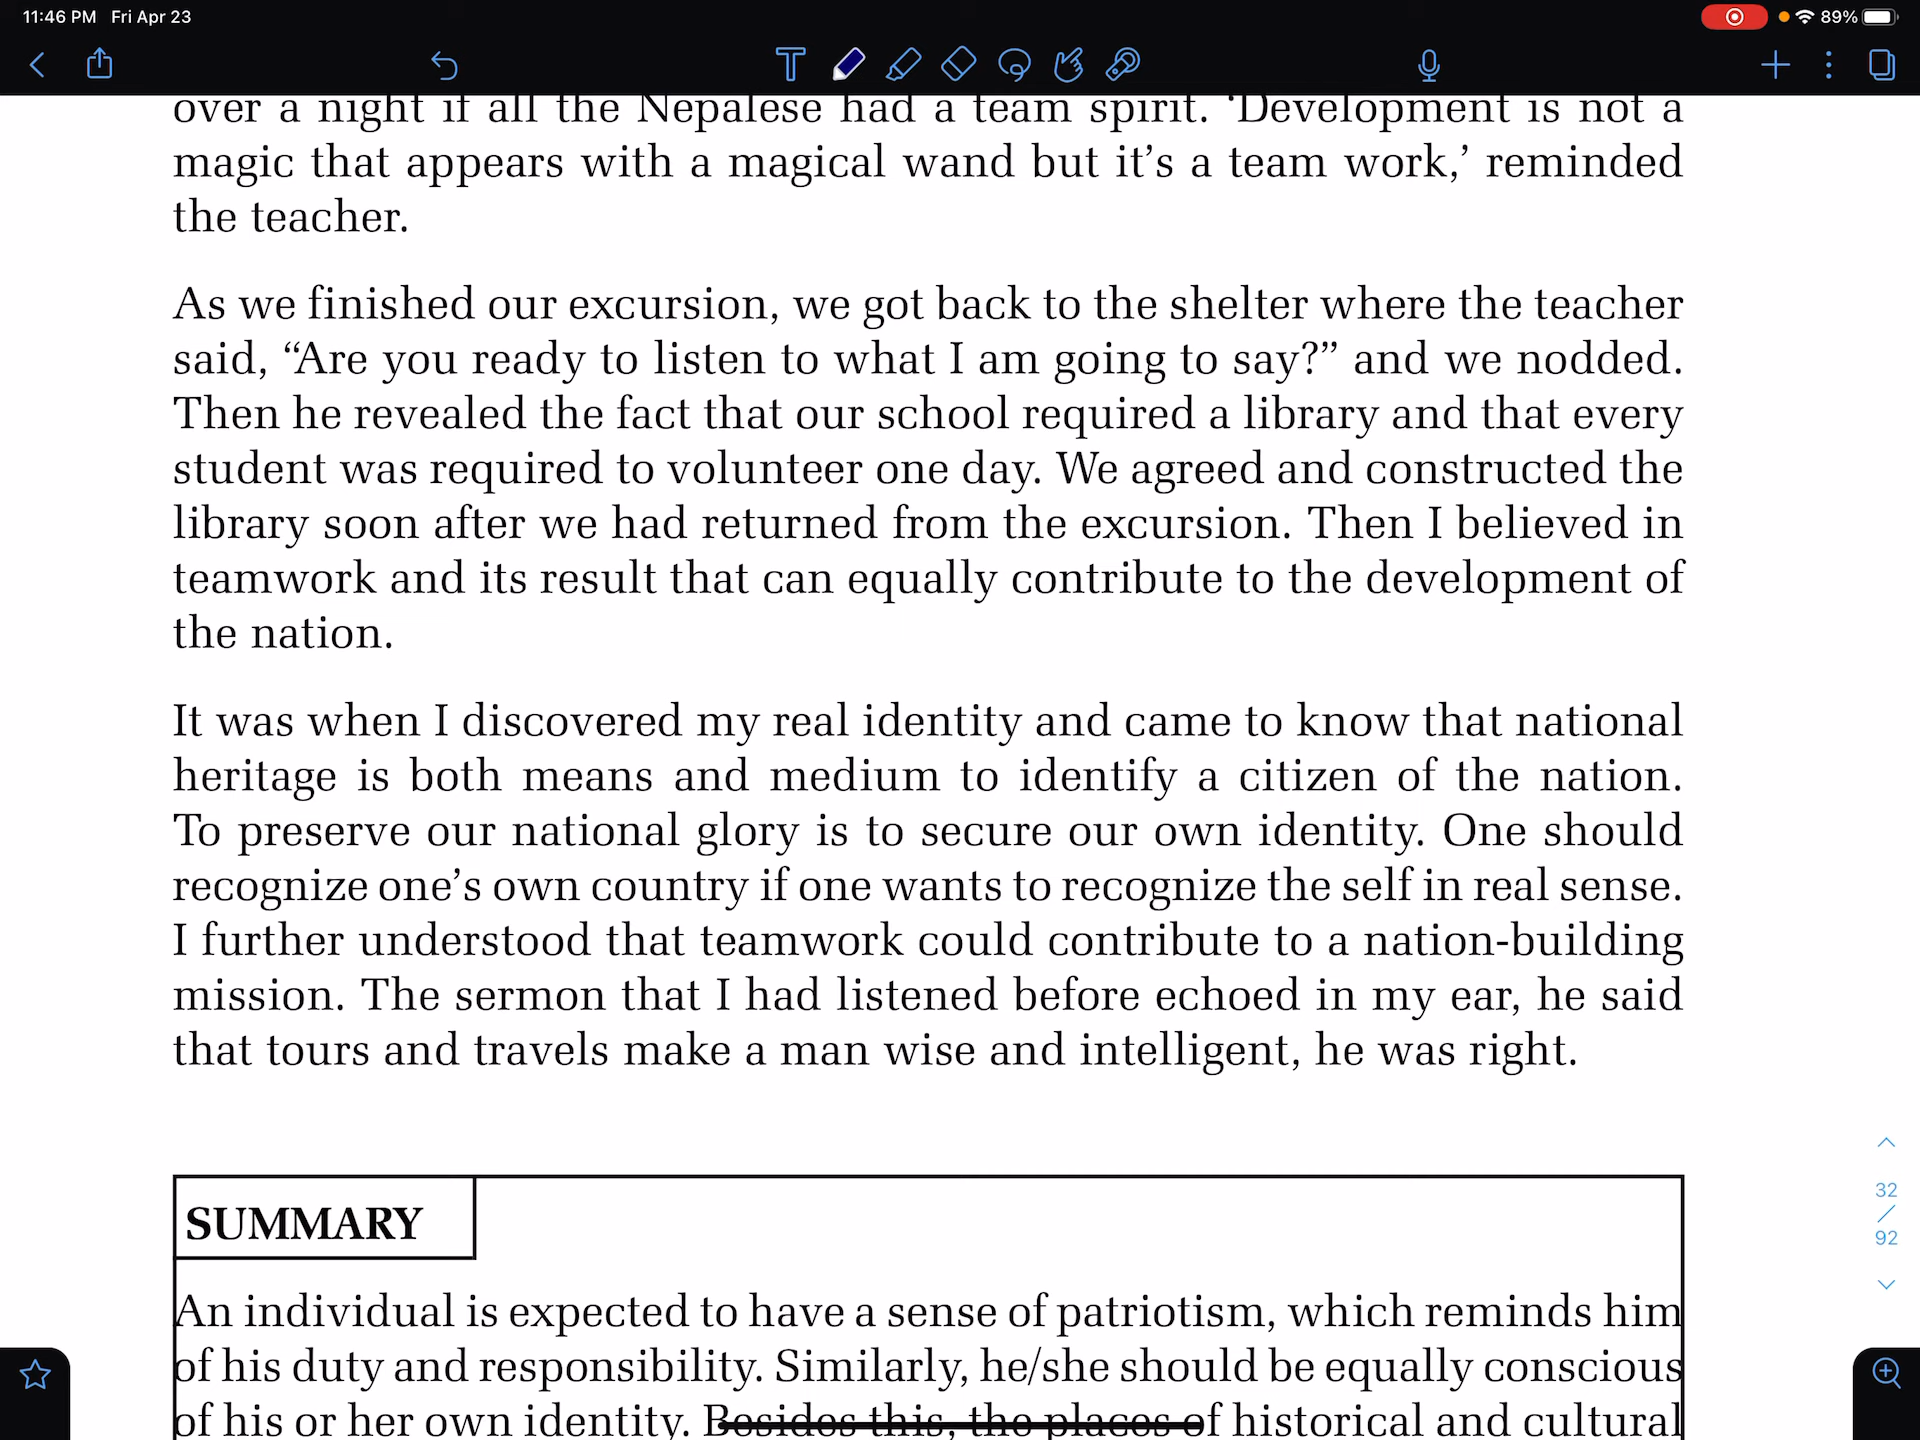 11:46 PM Fri Apr 23
89%
T
over a night if all the Nepalese had a team spirit. ‘Development is not a
magic that appears with a magical wand but it’s a team work,’ reminded
the teacher.
As we finished our excursion, we got back to the shelter where the teacher
said, “Are you ready to listen to what I am going to say?” and we nodded.
Then he revealed the fact that our school required a library and that every
student was required to volunteer one day. We agreed and constructed the
library soon after we had returned from the excursion. Then I believed in
teamwork and its result that can equally contribute to the development of
the nation.
It was when I discovered my real identity and came to know that national
heritage is both means and medium to identify a citizen of the nation.
To preserve our national glory is to secure our own identity. One should
recognize one’s own country if one wants to recognize the self in real sense.
I further understood that teamwork could contribute to a nation-building
mission. The sermon that I had listened before echoed in my ear, he said
that tours and travels make a man wise and intelligent, he was right.
32
/
92
SUMMARY
An individual is expected to have a sense of patriotism, which reminds him
of his duty and responsibility. Similarly, he/she should be equally conscious
of his or her own identity. Besides this, the places of historical and cultural